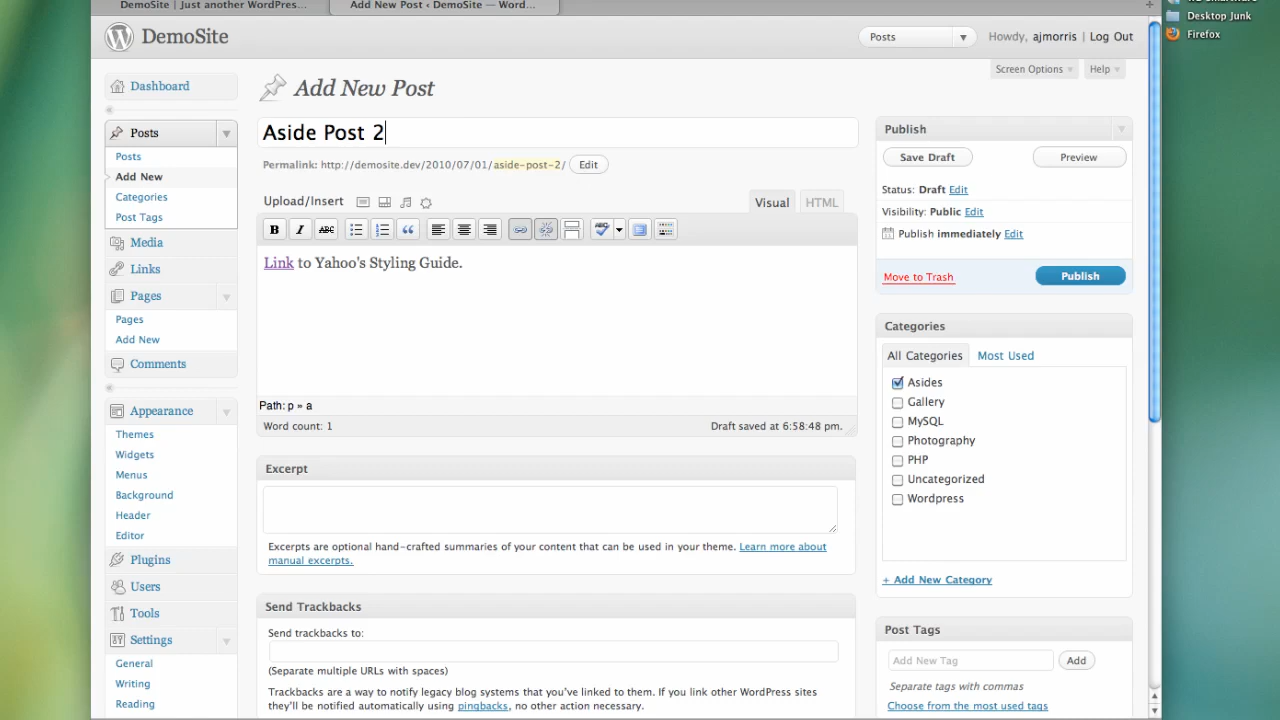 DemoSite | Just another WordPres...
Add New Post ‹ DemoSite — Word...
Desktop Junk
Firefox
DemoSite
Posts
Howdy, ajmorris | Log Out
Screen Options
Help
Dashboard
Posts
Posts
Add New
Categories
Post Tags
Media
Links
Pages
Pages
Add New
Comments
Appearance
Themes
Widgets
Menus
Background
Header
Editor
Plugins
Users
Tools
Settings
General
Writing
Reading
Add New Post
Aside Post 2
Permalink: http://demosite.dev/2010/07/01/aside-post-2/ Edit
Upload/Insert
Visual
HTML
B I ABC
ABC
Link to Yahoo's Styling Guide.
Path: p » a
Word count: 1
Draft saved at 6:58:48 pm.
Excerpt
Excerpts are optional hand-crafted summaries of your content that can be used in your theme. Learn more about
manual excerpts.
Send Trackbacks
Send trackbacks to:
(Separate multiple URLs with spaces)
Trackbacks are a way to notify legacy blog systems that you've linked to them. If you link other WordPress sites
they'll be notified automatically using pingbacks, no other action necessary.
Publish
Save Draft
Preview
Status: Draft Edit
Visibility: Public Edit
Publish immediately Edit
Move to Trash
Publish
Categories
All Categories
Most Used
Asides
Gallery
MySQL
Photography
PHP
Uncategorized
Wordpress
+ Add New Category
Post Tags
Add New Tag
Add
Separate tags with commas
Choose from the most used tags